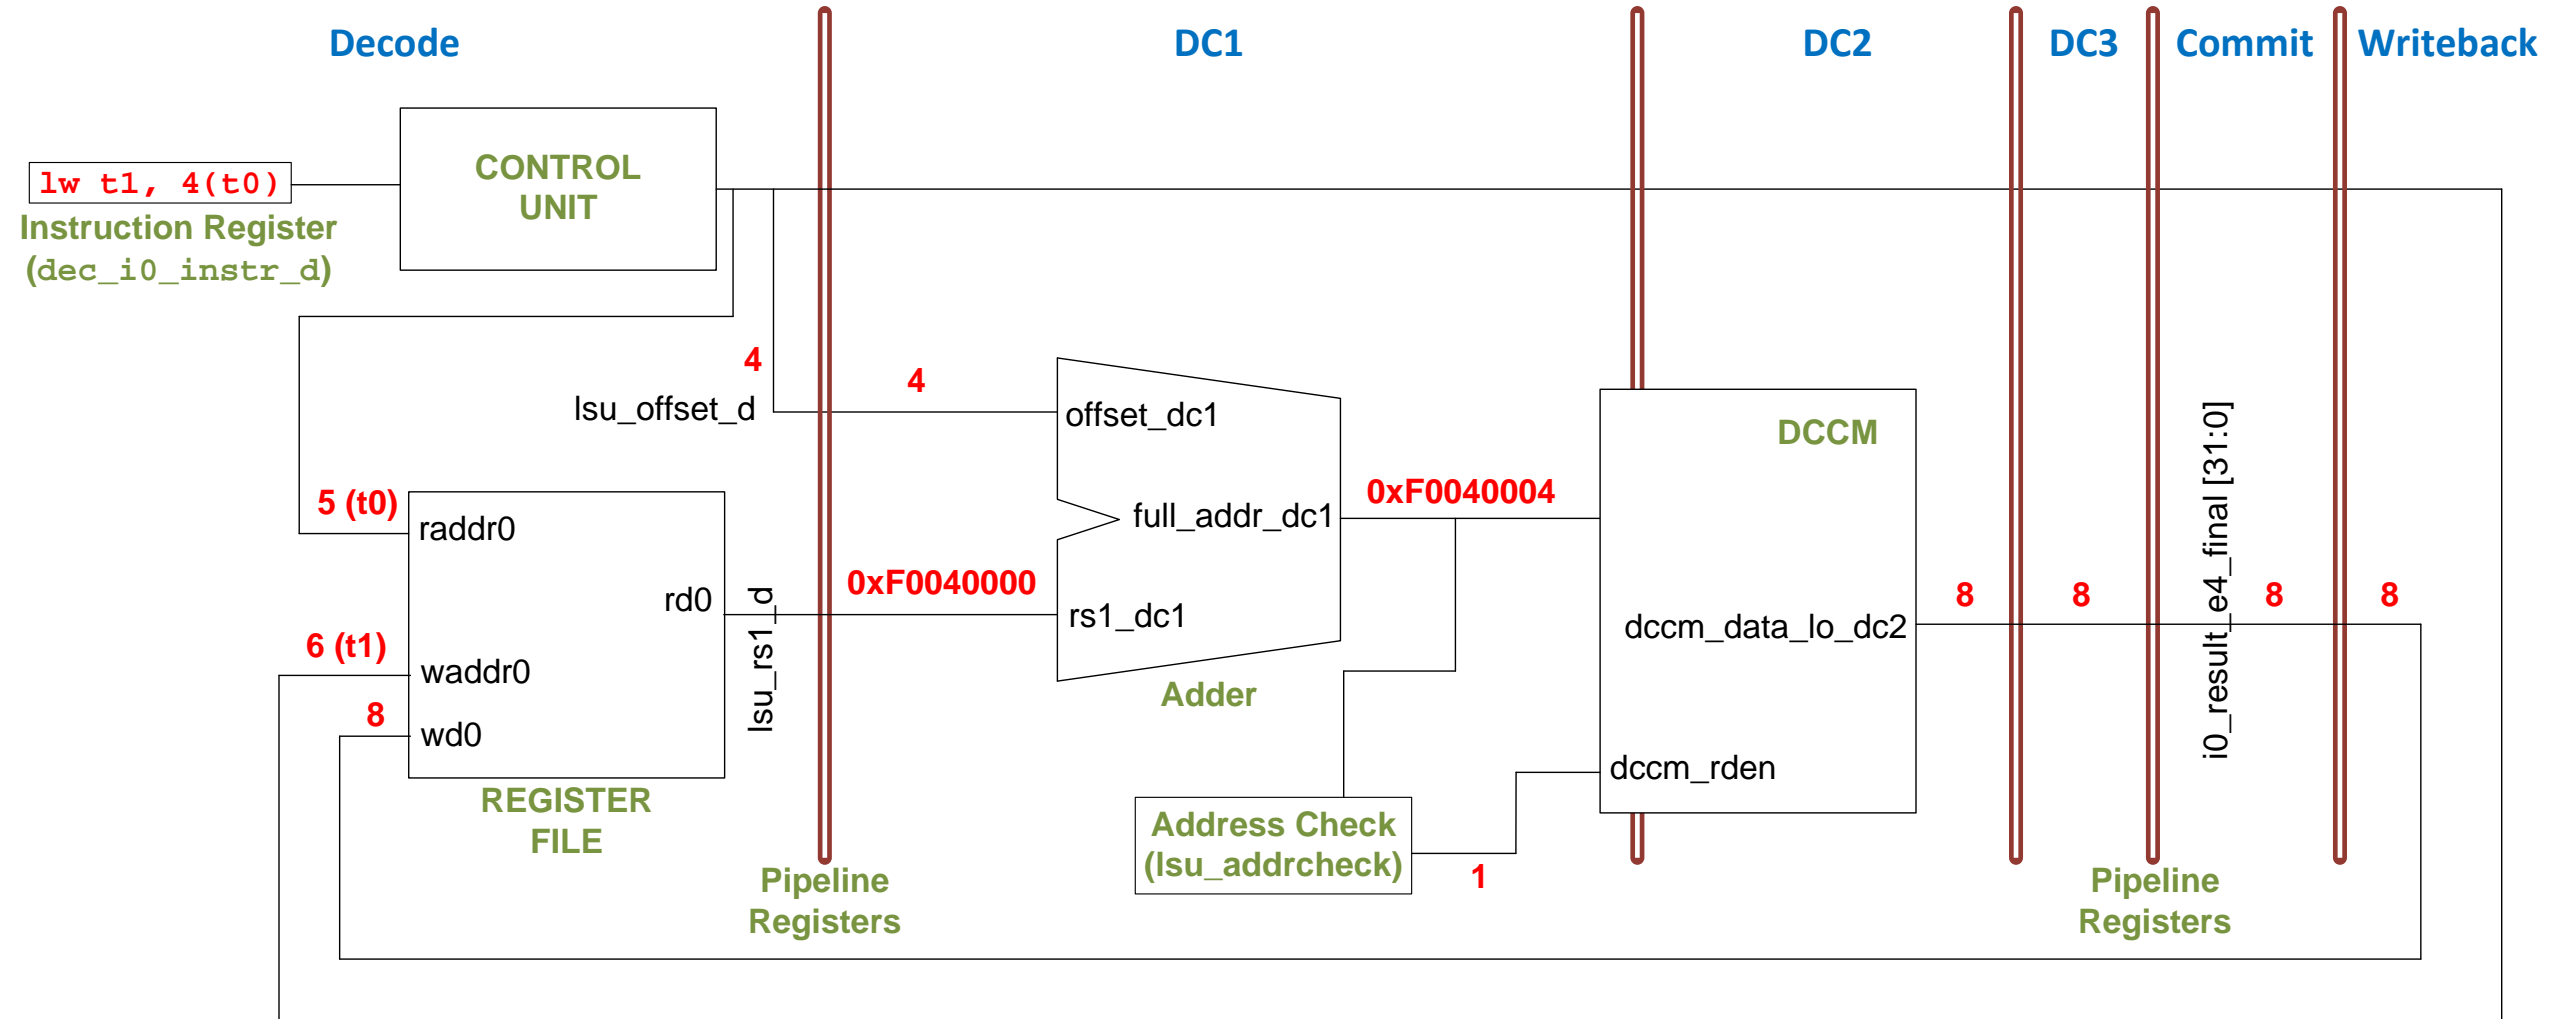 Decode
DC1
DC2
DC3
Commit
Writeback
CONTROL
UNIT
lw t1, 4(t0)
Instruction Register
(dec_i0_instr_d)
4
lsu_offset_d
4
offset_dc1
full_addr_dc1
rs1_dc1
Adder
0xF0040000
0xF0040004
5 (t0)
raddr0
rd0
6 (t1)
waddr0
8
wd0
REGISTER
FILE
lsu_rs1_d
Pipeline
Registers
DCCM
dccm_data_lo_dc2
dccm_rden
Address Check
(lsu_addrcheck)
1
8
8
i0_result_e4_final [31:0]
8
8
Pipeline
Registers